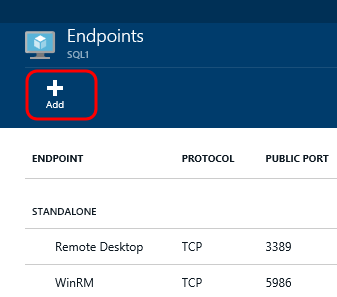 Endpoints
SQL1
Add
ENDPOINT PROTOCOL PUBLIC PORT
STANDALONE
Remote Desktop TCP 3389
WinRM TCP 5986